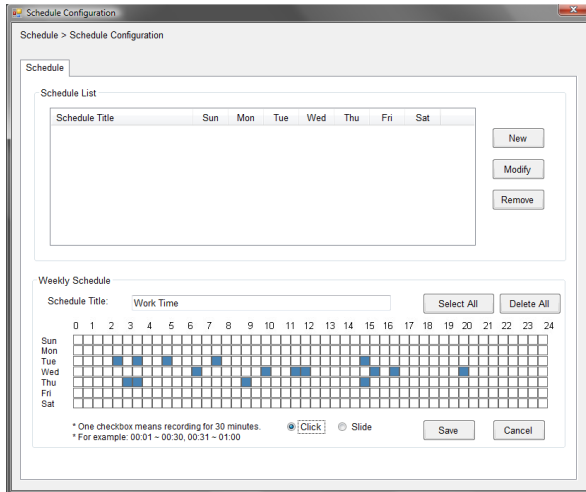 Schedule Configuration
Schedule > Schedule Configuration
Schedule
Schedule List
Schedule Title Sun Mon Tue Wed Thu Fri Sat
New
Modify
Remove
Weekly Schedule
Schedule Title: Work Time Select All Delete All
0 1 2 3 4 5 6 7 8 9 10 11 12 13 14 15 16 17 18 19 20 21 22 23 24
Sun
Mon
Tue
Wed
Thu
Fri
Sat
* One checkbox means recording for 30 minutes. Click Slide Save Cancel
* For example: 00:01 ~ 00:30, 00:31 ~ 01:00